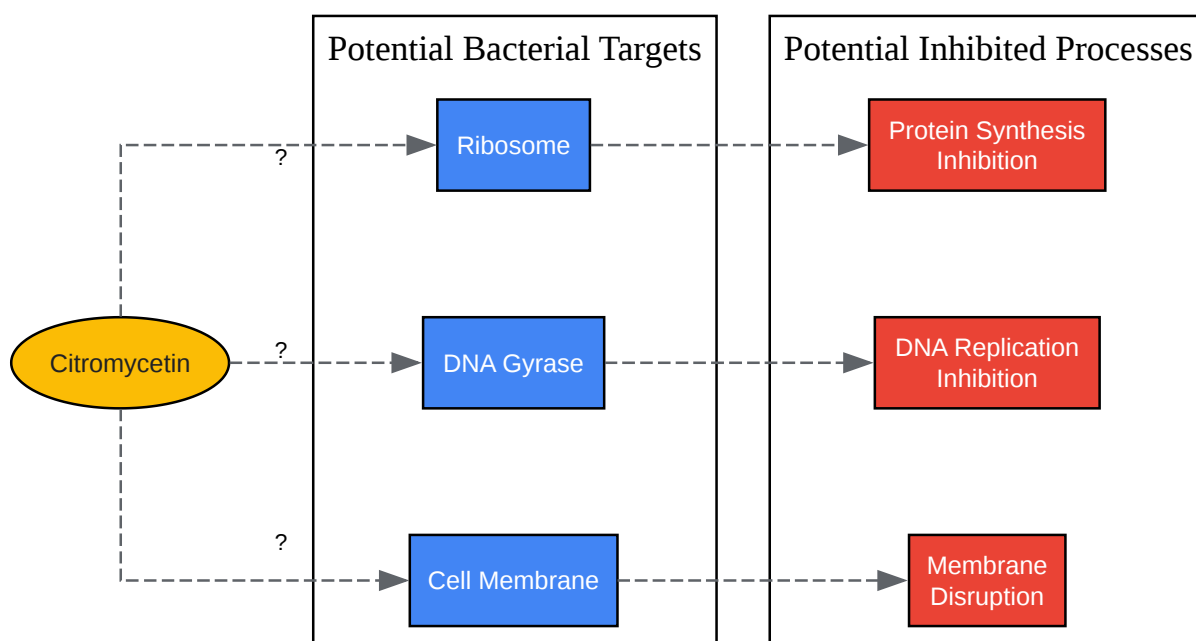 Potential Bacterial Targets
Potential Inhibited Processes
?
Ribosome
Protein Synthesis
Inhibition
Citromycetin
?
DNA Gyrase
DNA Replication
Inhibition
?
Cell Membrane
Membrane
Disruption